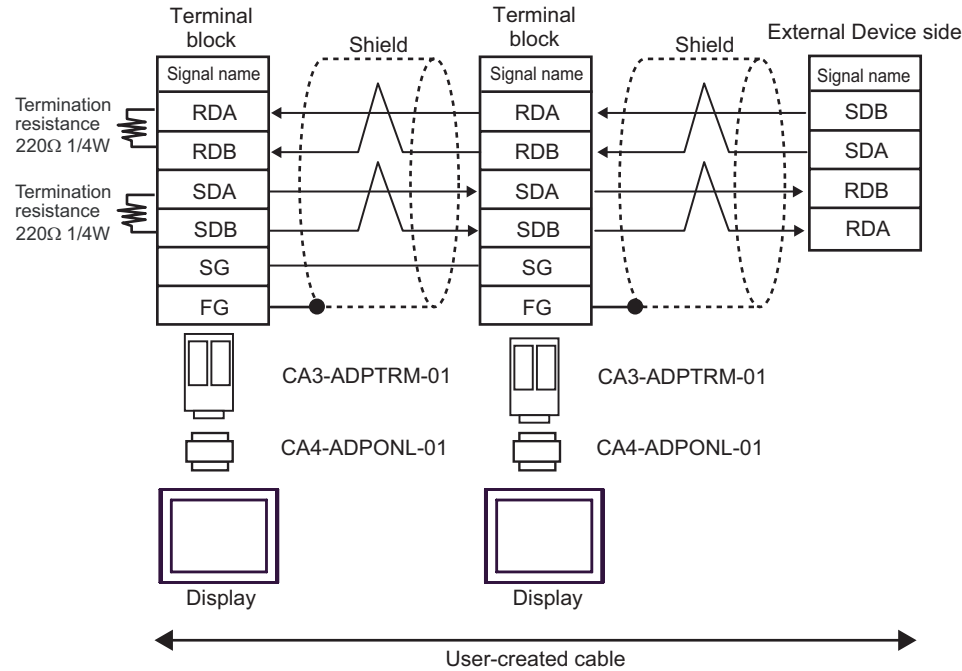 Terminal
block
Shield
Terminal
block
Shield
External Device side
Signal name
Signal name
Signal name
Termination
resistance
220Ω 1/4W
RDA
RDA
SDB
RDB
RDB
SDA
Termination
resistance
220Ω 1/4W
SDA
SDA
RDB
SDB
SDB
RDA
SG
SG
FG
FG
CA3-ADPTRM-01
CA3-ADPTRM-01
CA4-ADPONL-01
CA4-ADPONL-01
Display
Display
User-created cable